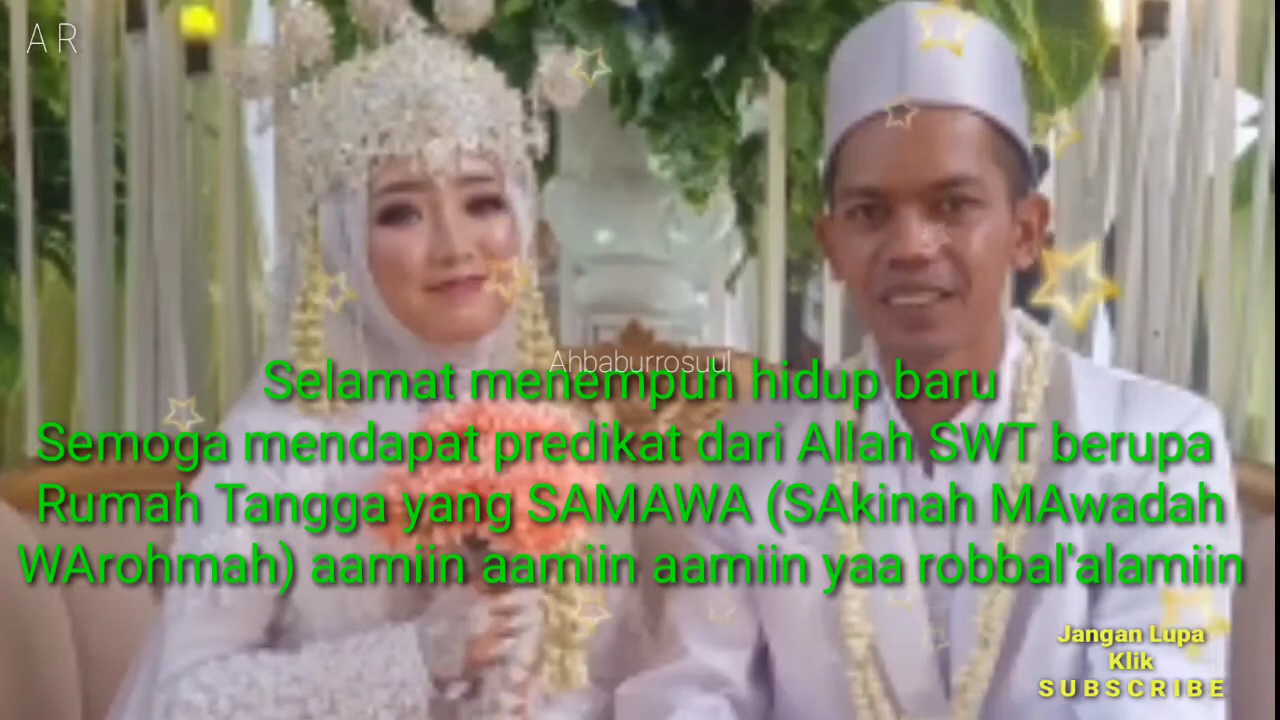 A R
Ahbaburrosuul
Selamat menempuh hidup baru
Semoga mendapat predikat dari Allah SWT berupa
Rumah Tangga yang SAMAWA (SAkinah MAwadah
WArohmah) aamiin aamiin aamiin yaa robbal'alamiin
Jangan Lupa
Klik
SUBSCRIBE